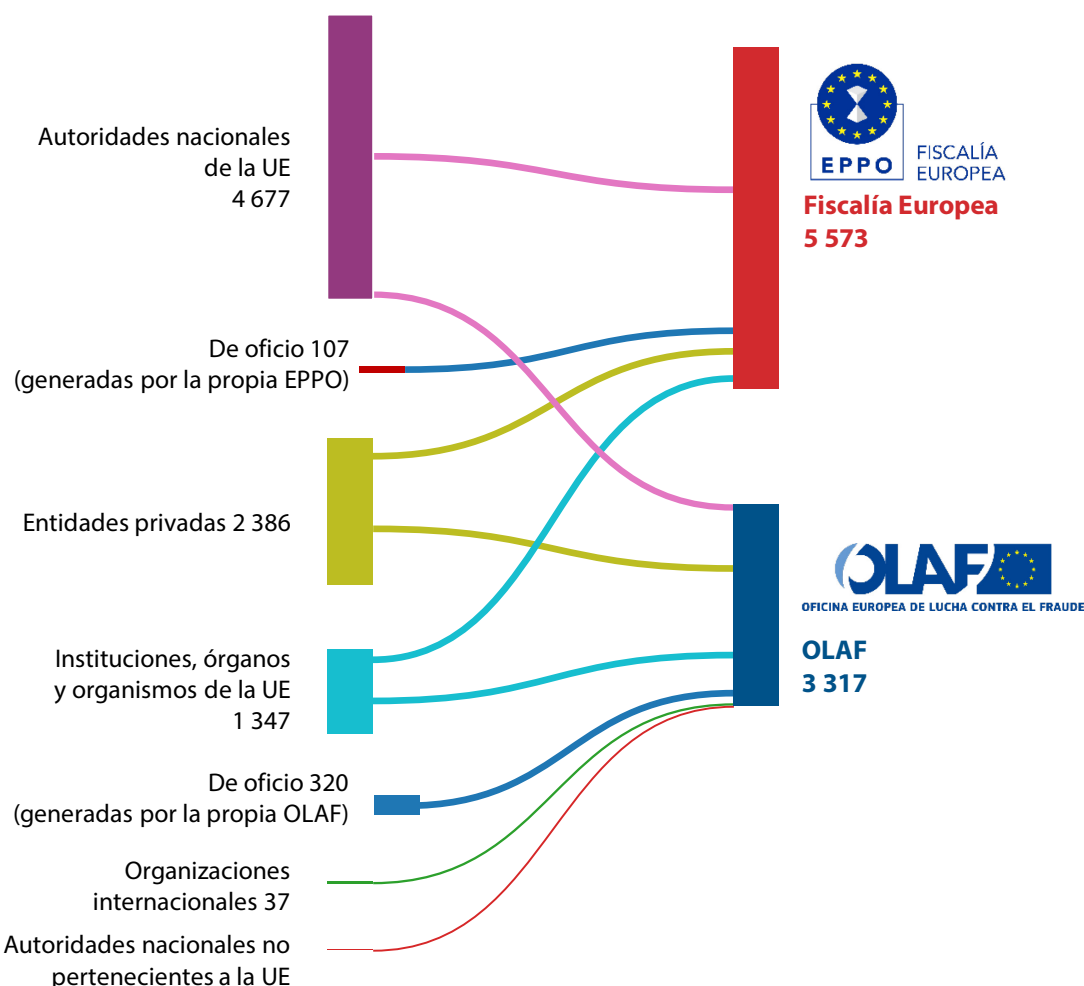 Autoridades nacionales
de la UE
4 677
De oficio 107
(generadas por la propia EPPO)
Entidades privadas 2 386
Instituciones, órganos
y organismos de la UE
1 347
De oficio 320
(generadas por la propia OLAF)
Organizaciones
internacionales 37
Autoridades nacionales no
pertenecientes a la UE
EPPO
FISCALÍA
EUROPEA
Fiscalía Europea
5 573
OLAF
OFICINA EUROPEA DE LUCHA CONTRA EL FRAUDE
OLAF
3 317